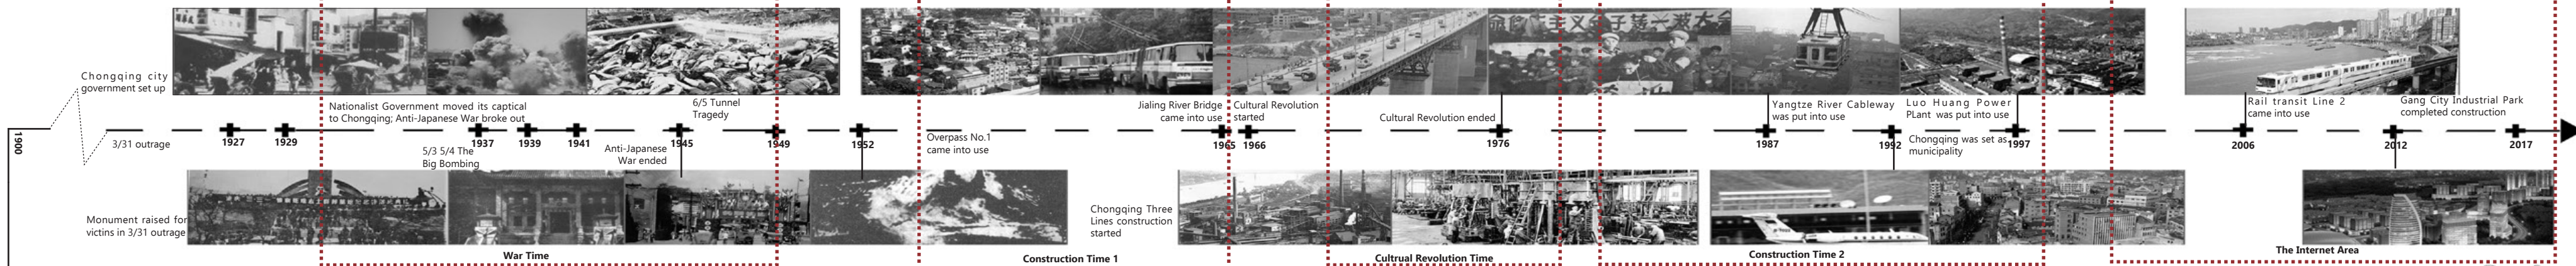 1900
Chongqing city
government set up
3/31 outrage
Monument raised for
victins in 3/31 outrage
1927
1929
Nationalist Government moved its captical
to Chongqing; Anti-Japanese War broke out
5/3 5/4 The
Big Bombing
1937
1939
1941
Anti-Japanese
War ended
6/5 Tunnel
Tragedy
1945
1949
War Time
1952
Overpass No.1
came into use
Construction Time 1
Chongqing Three
Lines construction
started
Jialing River Bridge
came into use
1965
Cultural Revolution
started
1966
Cultural Revolution ended
1976
Cultrual Revolution Time
Yangtze River Cableway
was put into use
1987
1992
Luo Huang Power
PLant was put into use
Chongqing was set as
municipality
1997
Construction Time 2
Rail transit Line 2
came into use
2006
Gang City Industrial Park
completed construction
2012
2017
The Internet Area